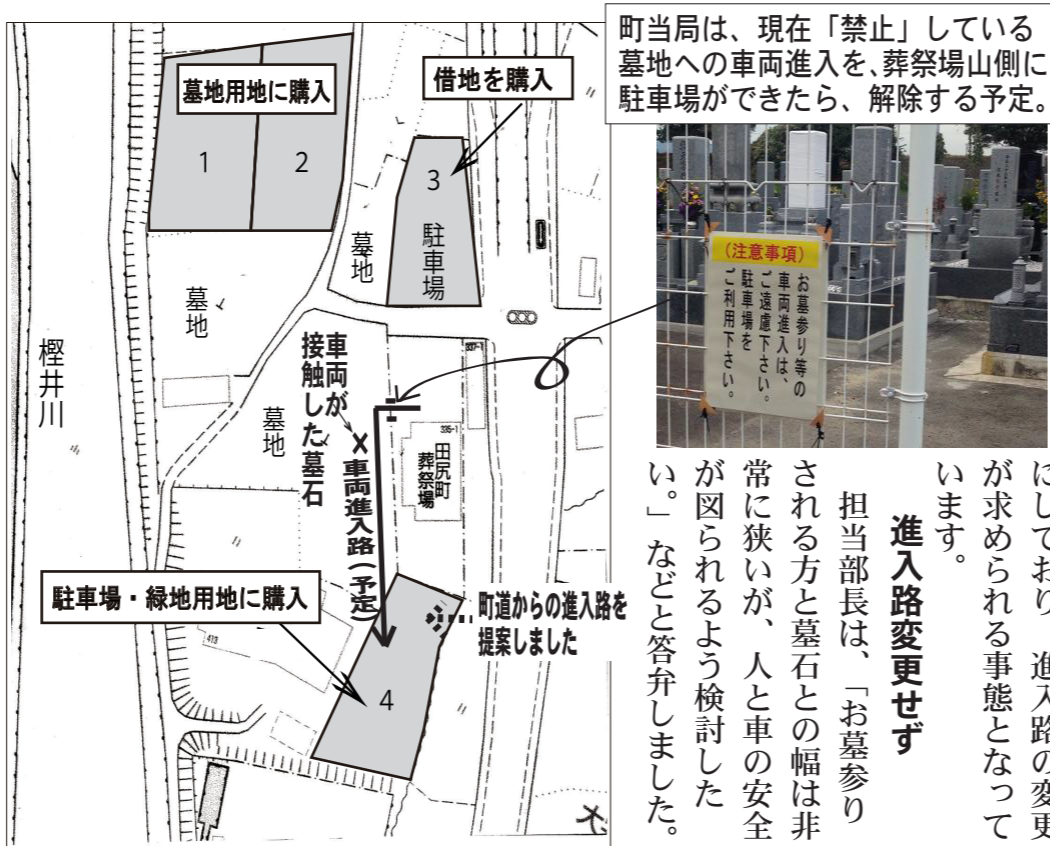 町当局は、現在「禁止」している
墓地への車両進入を、葬祭場山側に
駐車場ができたら、解除する予定。
墓地用地に購入
借地を購入
1
2
3
駐車場
墓地
墓地
墓地
樫井川
車両が
接触した墓石
×
車両進入路(予定)
337-1
335-1
田尻町
葬祭場
駐車場・緑地用地に購入
413
4
町道からの進入路を
提案しました
(注意事項)
お墓参り等の
車両進入は、
ご遠慮下さい。
駐車場を
ご利用下さい。
にしており、進入路の変更
が求められる事態となって
います。
進入路変更せず
担当部長は、「お墓参り
される方と墓石との幅は非
常に狭いが、人と車の安全
が図られるよう検討した
い。」などと答弁しました。